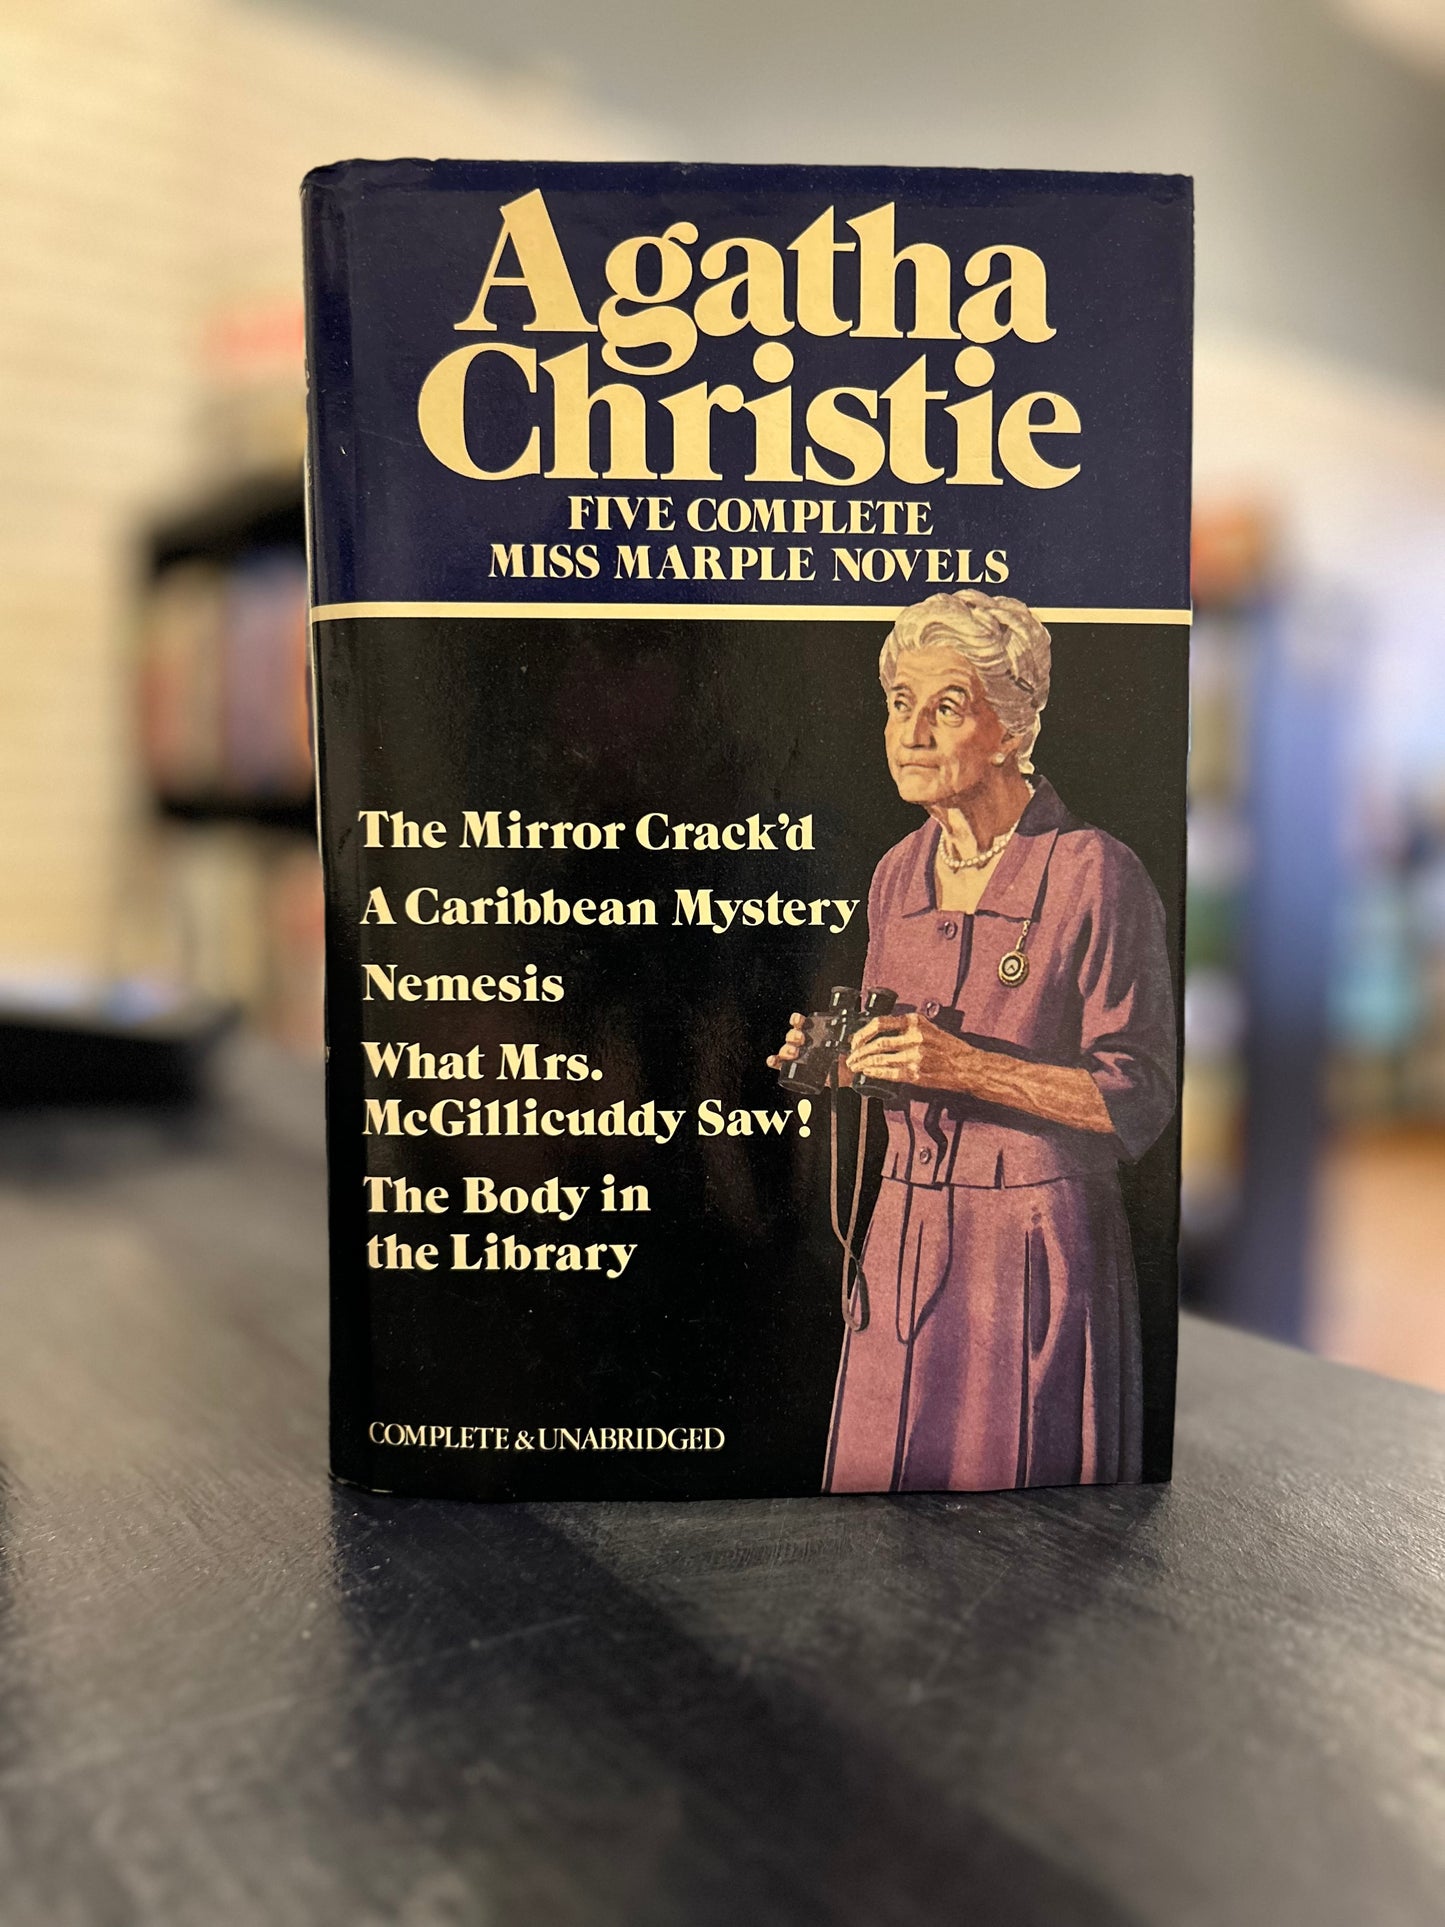 Agatha
Christie
FIVE COMPLETE
MISS MARPLE NOVELS
The Mirror Crack’d
A Caribbean Mystery
Nemesis
What Mrs.
McGillicuddy Saw!
The Body in
the Library
COMPLETE & UNABRIDGED